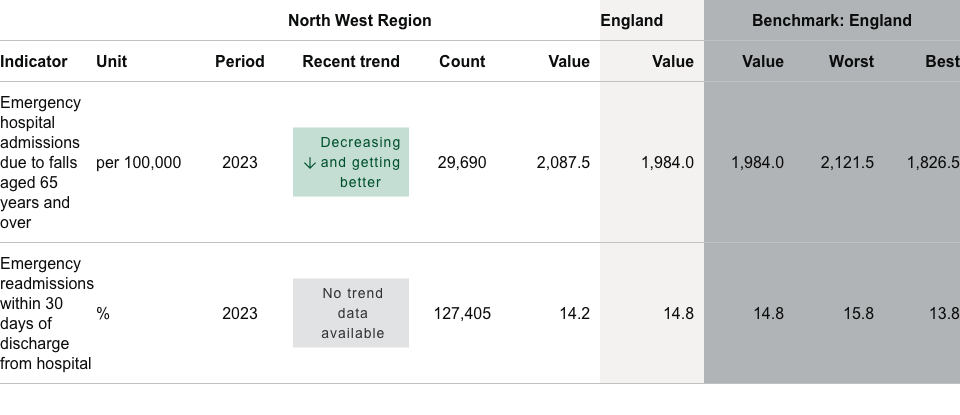 North West Region England Benchmark: England
Indicator Unit Period Recent trend Count Value Value Value Worst Best
Emergency
hospital
admissions
due to falls
aged 65
years and
over
per 100,000 2023
Decreasing
↓ and getting
better
29,690 2,087.5 1,984.0 1,984.0 2,121.5 1,826.5
Emergency
readmissions
within 30
days of
discharge
from hospital
% 2023
No trend
data
available
127,405 14.2 14.8 14.8 15.8 13.8